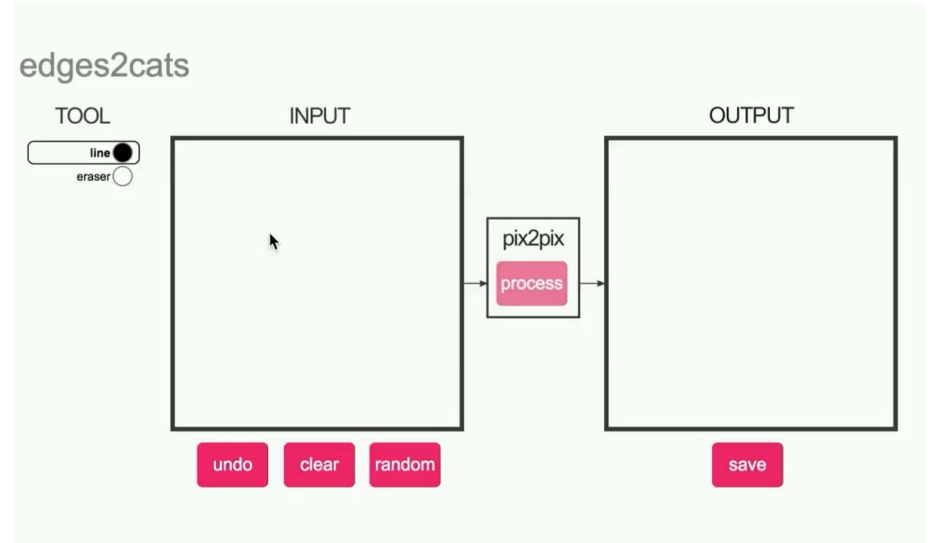 edges2cats
TOOL
INPUT
OUTPUT
line
eraser
pix2pix
process
undo
clear
random
save